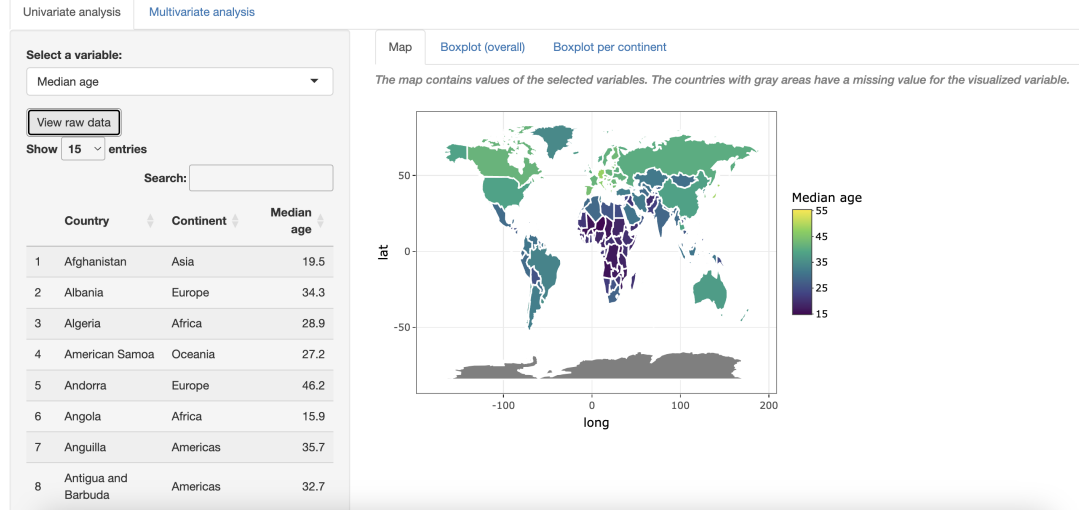 Univariate analysis Multivariate analysis
Select a variable:
Median age
View raw data
Show 15 entries
Search:
Country Continent Median
age
1 Afghanistan Asia 19.5
2 Albania Europe 34.3
3 Algeria Africa 28.9
4 American Samoa Oceania 27.2
5 Andorra Europe 46.2
6 Angola Africa 15.9
7 Anguilla Americas 35.7
8 Antigua and
Barbuda Americas 32.7
Map Boxplot (overall) Boxplot per continent
The map contains values of the selected variables. The countries with gray areas have a missing value for the visualized variable.
50
0
-50
lat
-100 0 100 200
long
Median age
55
45
35
25
15